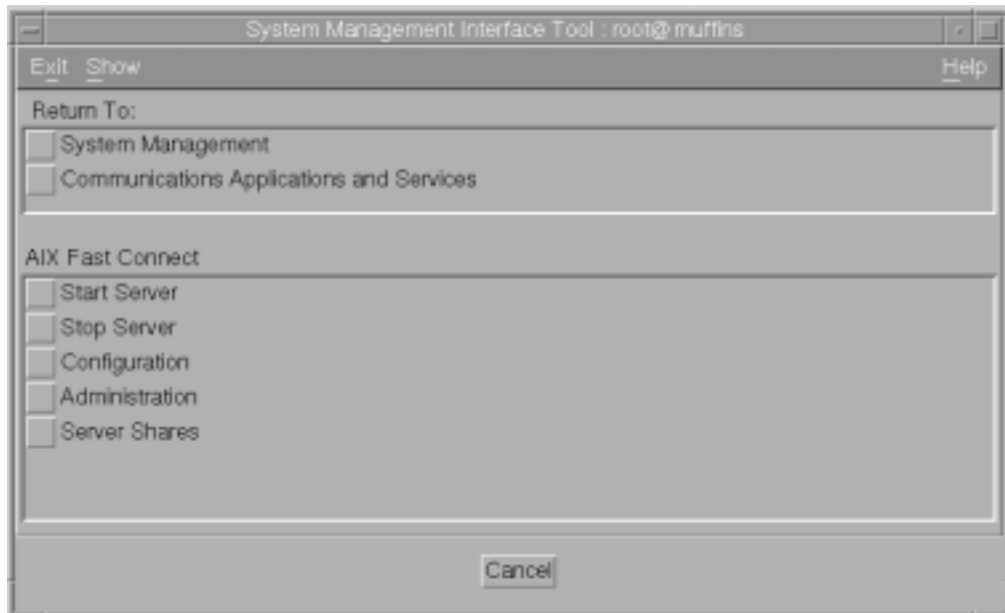 System Management Interface Tool : root@muffins
Exit Show Help
Return To:
System Management
Communications Applications and Services
AIX Fast Connect
Start Server
Stop Server
Configuration
Administration
Server Shares
Cancel